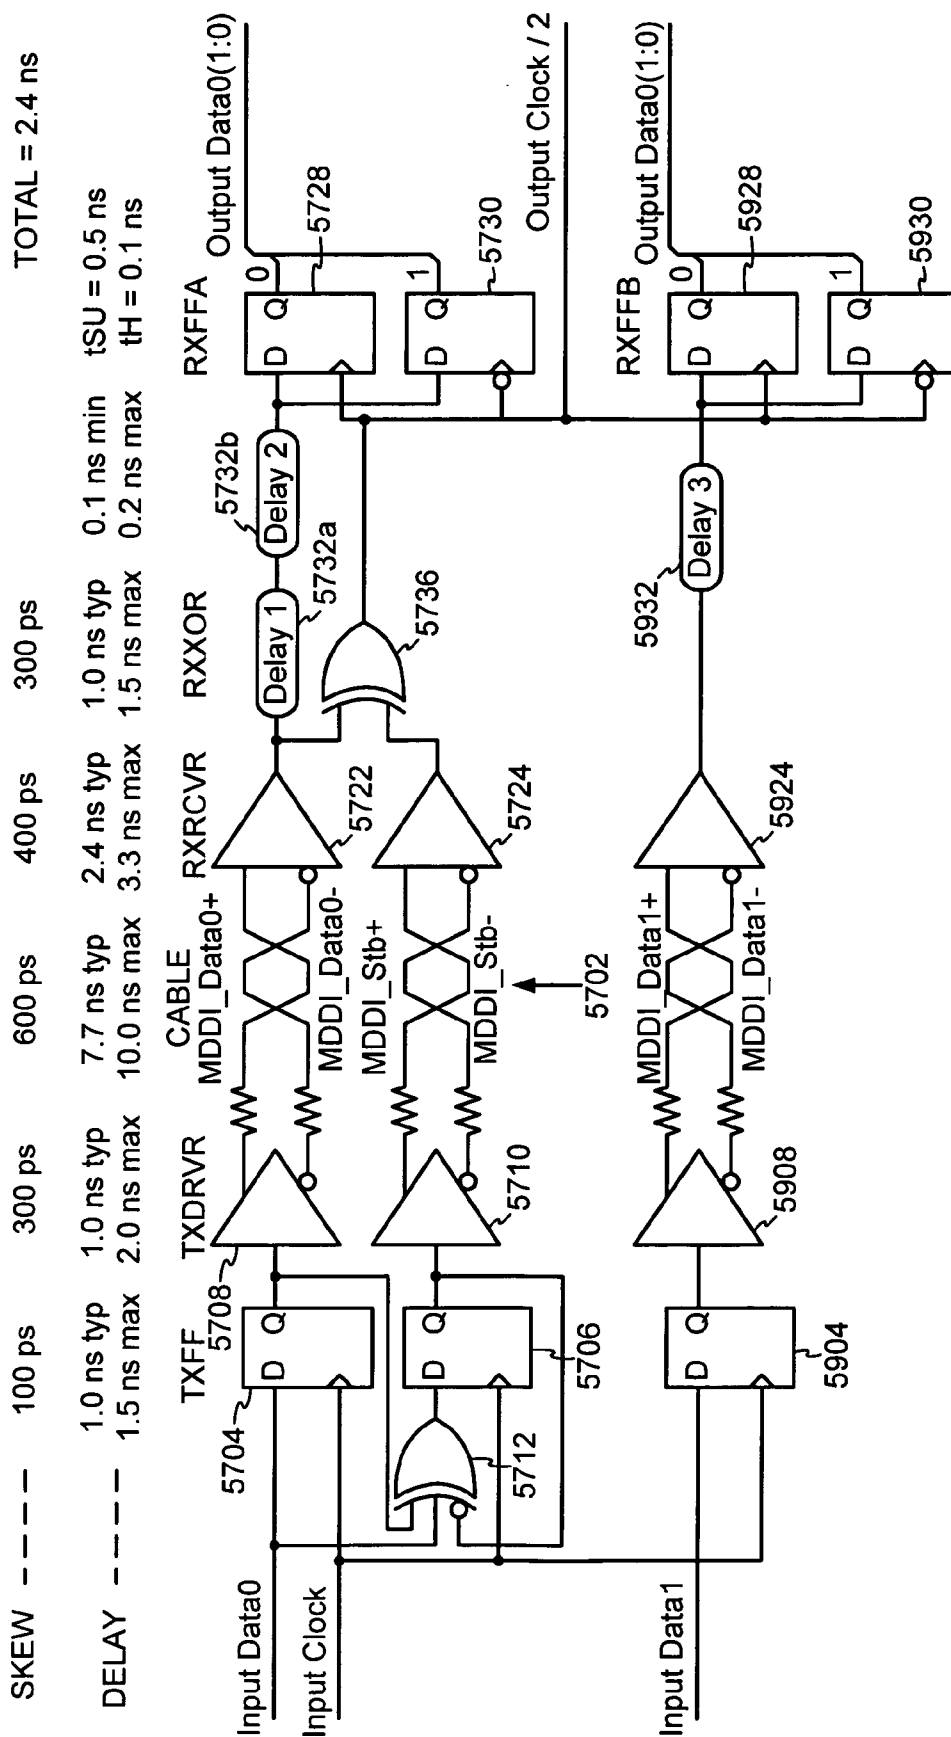 SKEW ---- 100 ps 300 ps 600 ps 400 ps 300 ps TOTAL = 2.4 ns
DELAY ---- 1.0 ns typ 1.0 ns typ 7.7 ns typ 2.4 ns typ 1.0 ns typ 0.1 ns min tSU = 0.5 ns
1.5 ns max 2.0 ns max 10.0 ns max 3.3 ns max 1.5 ns max 0.2 ns max tH = 0.1 ns
TXFF TXDRVR CABLE RXRCVR RXXOR RXFFA
5704
5708
MDDI_Data0+
5732b
Output Data0(1:0)
Input Data0
D Q
Delay 1
Delay 2
D Q
0
5728
MDDI_Data0-
5722
5732a
Input Clock
MDDI_Stb+
5736
5730
D Q
D Q
1
5712
5706
5710
MDDI_Stb-
5724
5702
Output Clock / 2
RXFFB
MDDI_Data1+
5932
Output Data0(1:0)
Input Data1
D Q
Delay 3
D Q
0
5928
MDDI_Data1-
5904
5908
5924
D Q
1
5930